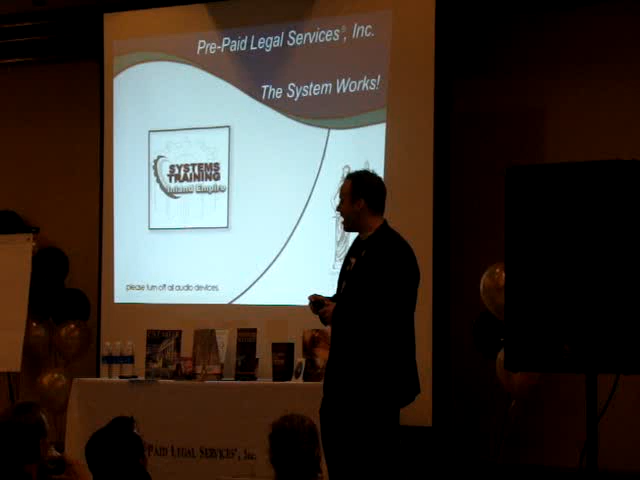 Pre-Paid Legal Services®, Inc.
The System Works!
SYSTEMS
TRAINING
Inland Empire
please turn off all audio devices.
-Paid Legal Services®, Inc.